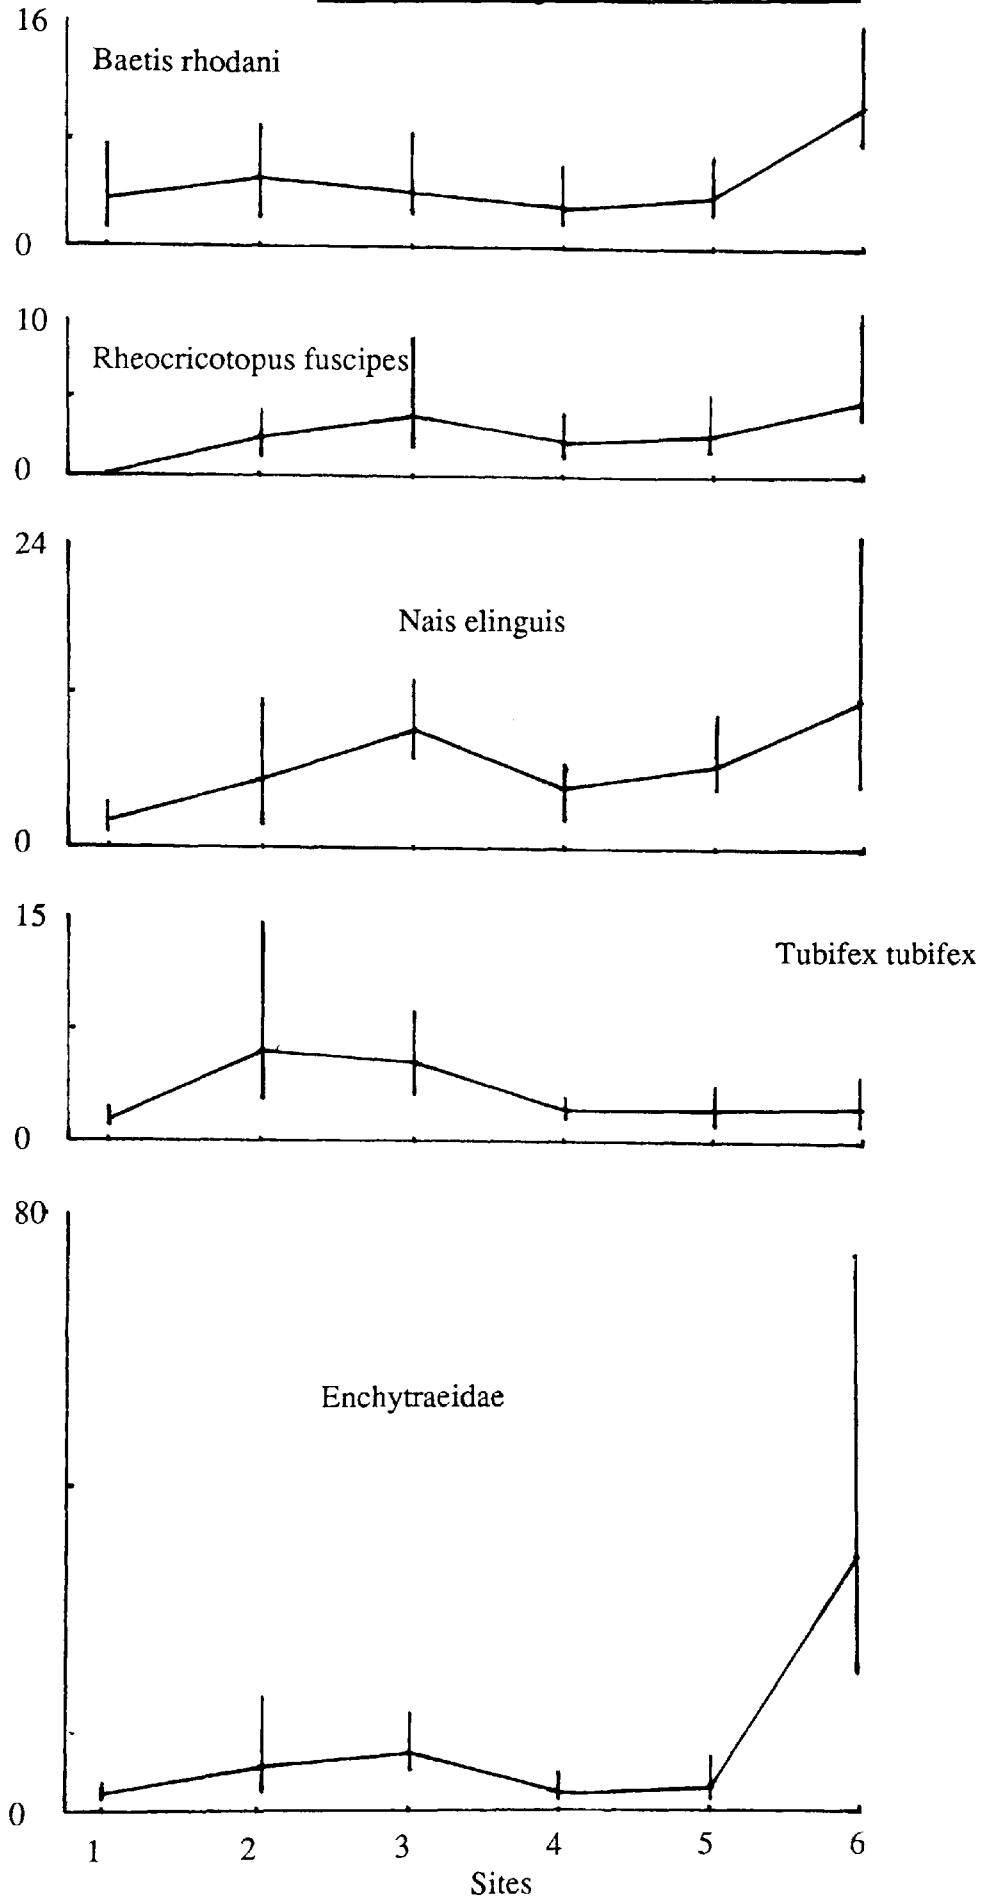 16
Baetis rhodani
0
10
Rheocricotopus fuscipes
0
24
Nais elinguis
0
15
Tubifex tubifex
0
80
Enchytraeidae
0
1 2 3 4 5 6
Sites